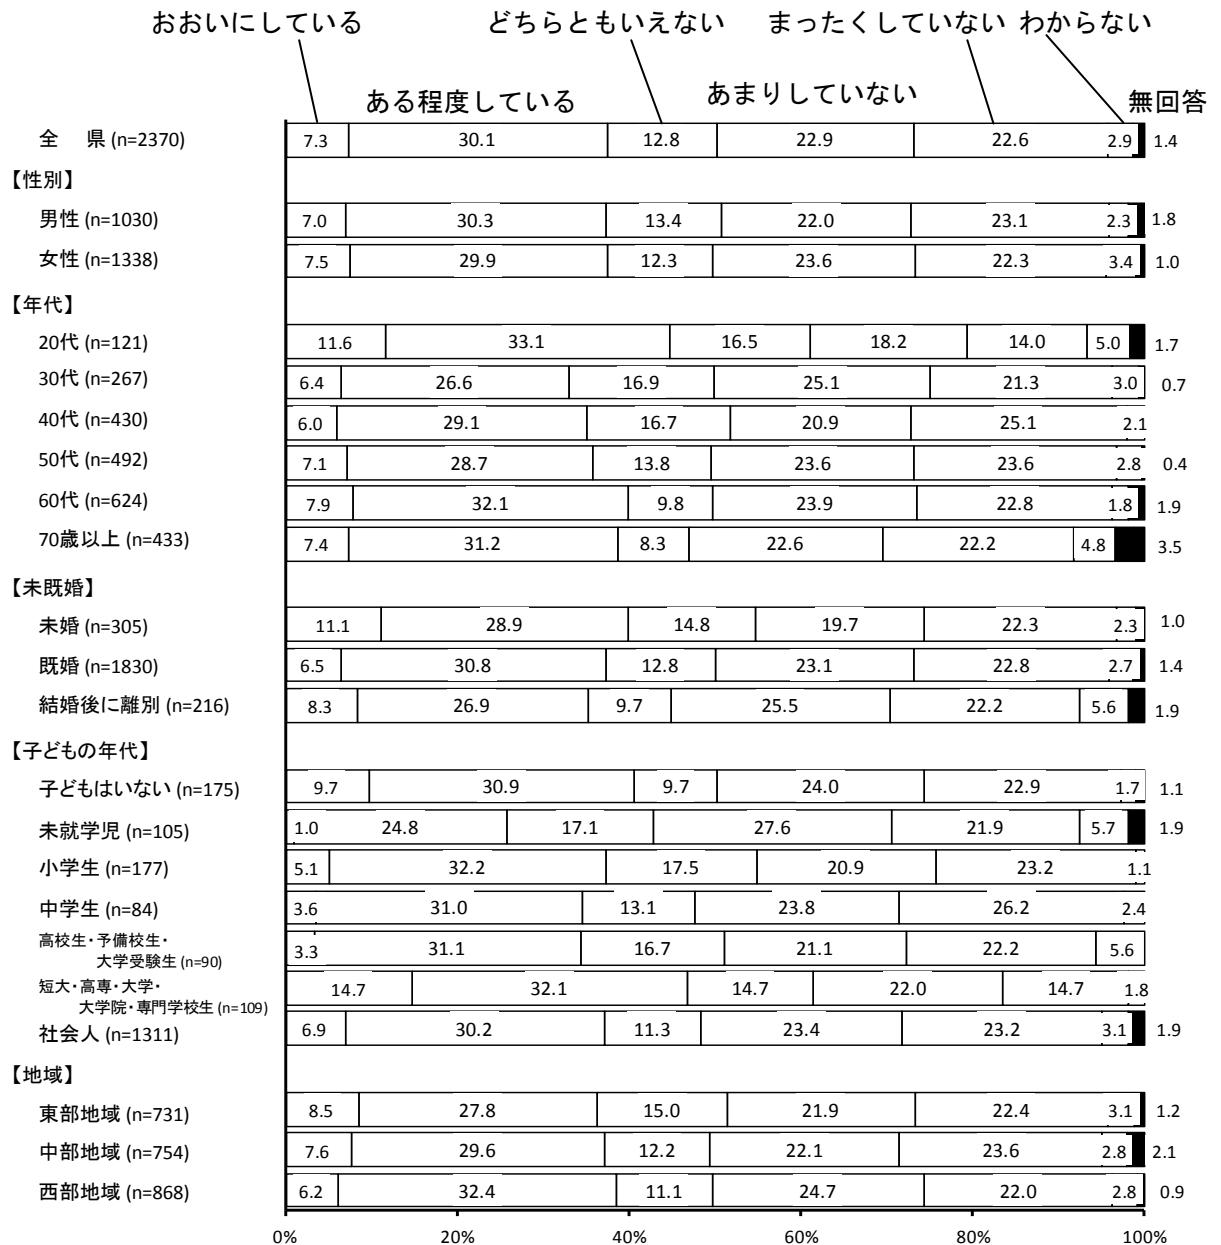 おおいにしている どちらともいえない まったくしていない わからない
ある程度している あまりしていない 無回答
全 県 (n=2370) 7.3 30.1 12.8 22.9 22.6 2.9 1.4
【性別】
男性 (n=1030) 7.0 30.3 13.4 22.0 23.1 2.3 1.8
女性 (n=1338) 7.5 29.9 12.3 23.6 22.3 3.4 1.0
【年代】
20代 (n=121) 11.6 33.1 16.5 18.2 14.0 5.0 1.7
30代 (n=267) 6.4 26.6 16.9 25.1 21.3 3.0 0.7
40代 (n=430) 6.0 29.1 16.7 20.9 25.1 2.1
50代 (n=492) 7.1 28.7 13.8 23.6 23.6 2.8 0.4
60代 (n=624) 7.9 32.1 9.8 23.9 22.8 1.8 1.9
70歳以上 (n=433) 7.4 31.2 8.3 22.6 22.2 4.8 3.5
【未既婚】
未婚 (n=305) 11.1 28.9 14.8 19.7 22.3 2.3 1.0
既婚 (n=1830) 6.5 30.8 12.8 23.1 22.8 2.7 1.4
結婚後に離別 (n=216) 8.3 26.9 9.7 25.5 22.2 5.6 1.9
【子どもの年代】
子どもはいない (n=175) 9.7 30.9 9.7 24.0 22.9 1.7 1.1
未就学児 (n=105) 1.0 24.8 17.1 27.6 21.9 5.7 1.9
小学生 (n=177) 5.1 32.2 17.5 20.9 23.2 1.1
中学生 (n=84) 3.6 31.0 13.1 23.8 26.2 2.4
高校生・予備校生・
大学受験生 (n=90) 3.3 31.1 16.7 21.1 22.2 5.6
短大・高専・大学・
大学院・専門学校生 (n=109) 14.7 32.1 14.7 22.0 14.7 1.8
社会人 (n=1311) 6.9 30.2 11.3 23.4 23.2 3.1 1.9
【地域】
東部地域 (n=731) 8.5 27.8 15.0 21.9 22.4 3.1 1.2
中部地域 (n=754) 7.6 29.6 12.2 22.1 23.6 2.8 2.1
西部地域 (n=868) 6.2 32.4 11.1 24.7 22.0 2.8 0.9
0% 20% 40% 60% 80% 100%